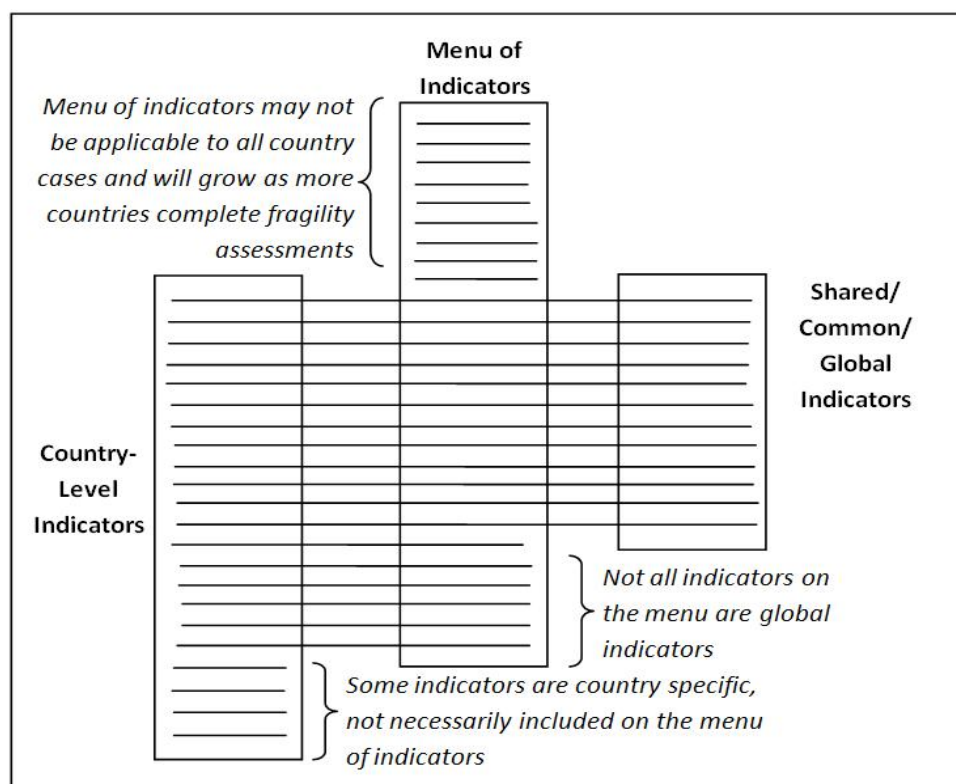 Menu of
Indicators
Menu of indicators may not
be applicable to all country
cases and will grow as more
countries complete fragility
assessments
Shared/
Common/
Global
Indicators
Country-
Level
Indicators
Not all indicators on
the menu are global
indicators
Some indicators are country specific,
not necessarily included on the menu
of indicators